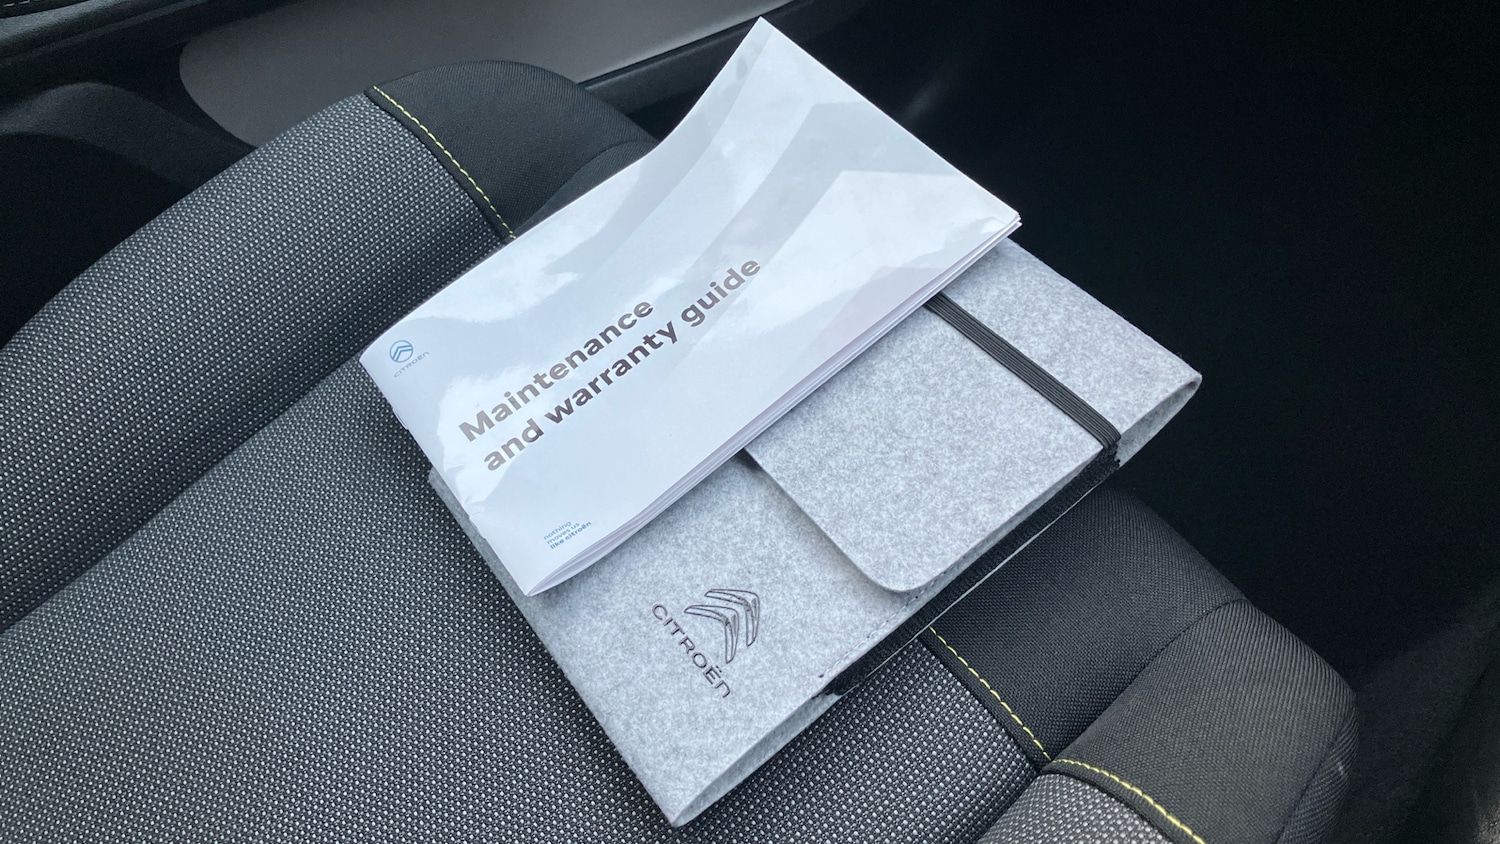 CITROËN
Maintenance
and warranty guide
nothing
moves us
like citroën
CITROËN